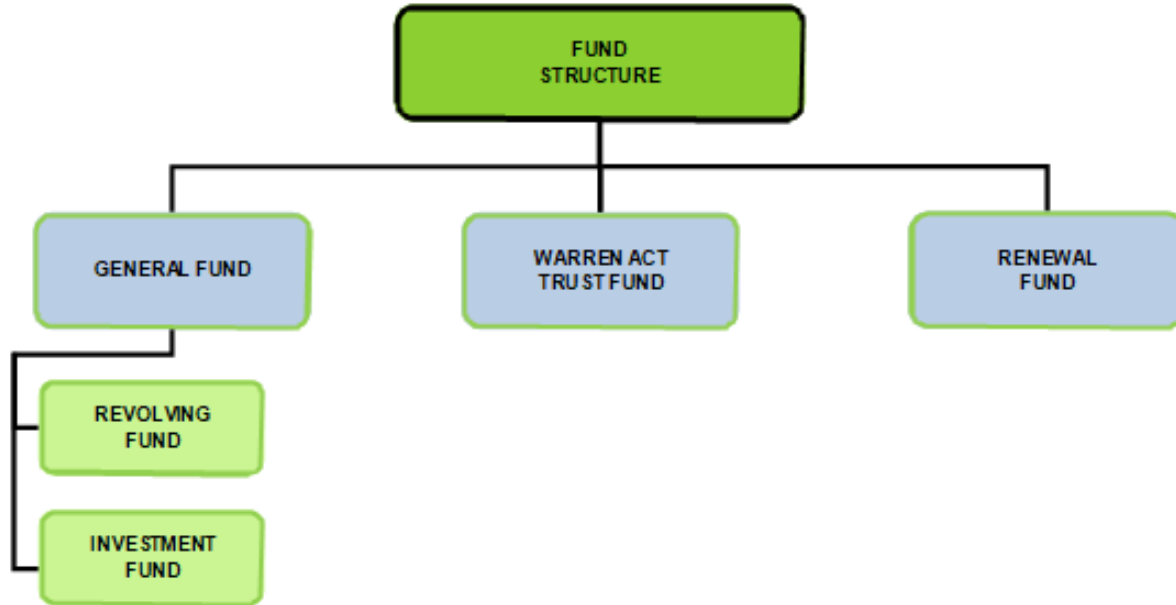 FUND
STRUCTURE
GENERAL FUND
WARREN ACT
TRUST FUND
RENEWAL
FUND
REVOLVING
FUND
INVESTMENT
FUND